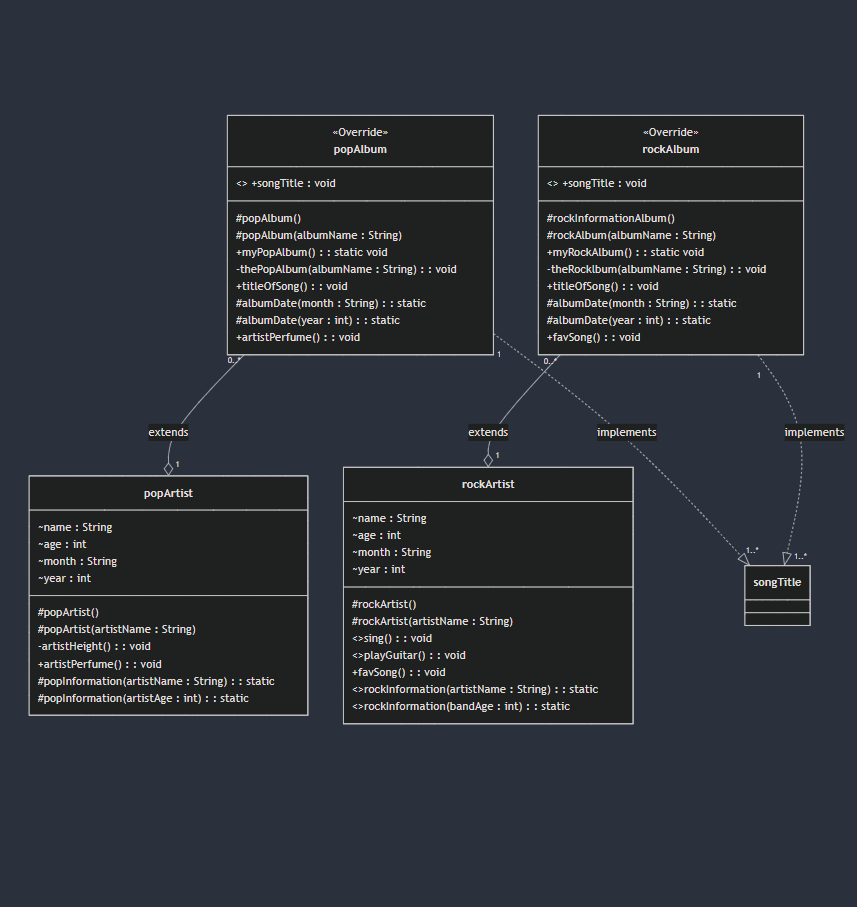 «Override»
popAlbum
<> +songTitle : void
#popAlbum()
#popAlbum(albumName : String)
+myPopAlbum() : : static void
-thePopAlbum(albumName : String) : : void
+titleOfSong() : : void
#albumDate(month : String) : : static
#albumDate(year : int) : : static
+artistPerfume() : : void
«Override»
rockAlbum
<> +songTitle : void
#rockInformationAlbum()
#rockAlbum(albumName : String)
+myRockAlbum() : : static void
-theRocklbum(albumName : String) : : void
+titleOfSong() : : void
#albumDate(month : String) : : static
#albumDate(year : int) : : static
+favSong() : : void
0..*
1
0..*
1
extends
extends
implements
implements
1
1
1..*
1..*
popArtist
~name : String
~age : int
~month : String
~year : int
#popArtist()
#popArtist(artistName : String)
-artistHeight() : : void
+artistPerfume() : : void
#popInformation(artistName : String) : : static
#popInformation(artistAge : int) : : static
rockArtist
~name : String
~age : int
~month : String
~year : int
#rockArtist()
#rockArtist(artistName : String)
<>sing() : : void
<>playGuitar() : : void
+favSong() : : void
<>rockInformation(artistName : String) : : static
<>rockInformation(bandAge : int) : : static
songTitle